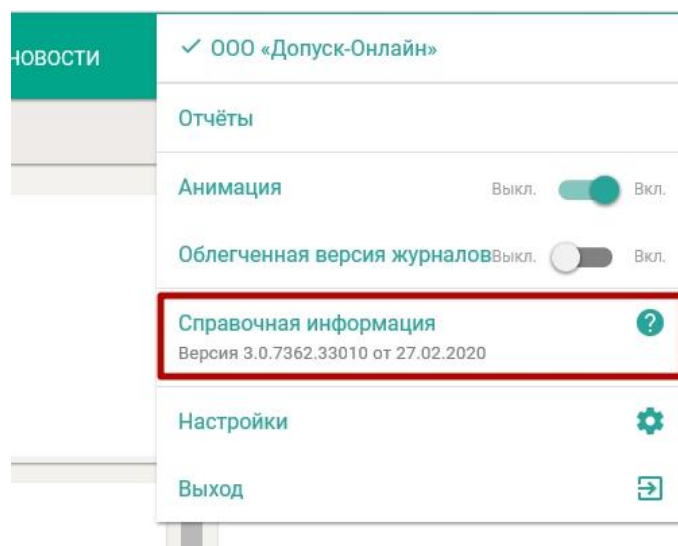 НОВОСТИ
ООО «Допуск-Онлайн»
Отчёты
Анимация Выкл. Вкл.
Облегченная версия журналов Выкл. Вкл.
Справочная информация
Версия 3.0.7362.33010 от 27.02.2020
Настройки
Выход